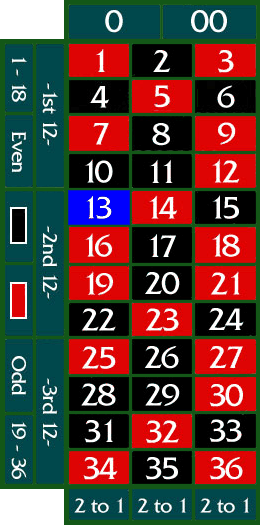 0 00
1 2 3
4 5 6
7 8 9
10 11 12
13 14 15
16 17 18
19 20 21
22 23 24
25 26 27
28 29 30
31 32 33
34 35 36
2 to 1 2 to 1 2 to 1
-1st 12-
-2nd 12-
-3rd 12-
1 - 18
Even
Odd
19 - 36